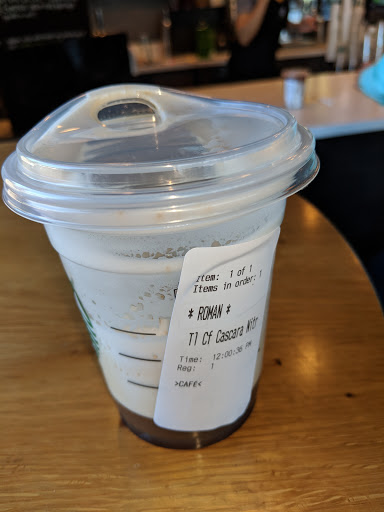 Item: 1 of 1
Items in order: 1
* ROMAN *
Tl Cf Cascara Nitr
Time: 12:00:36 PM
Reg: 1
>CAFE<